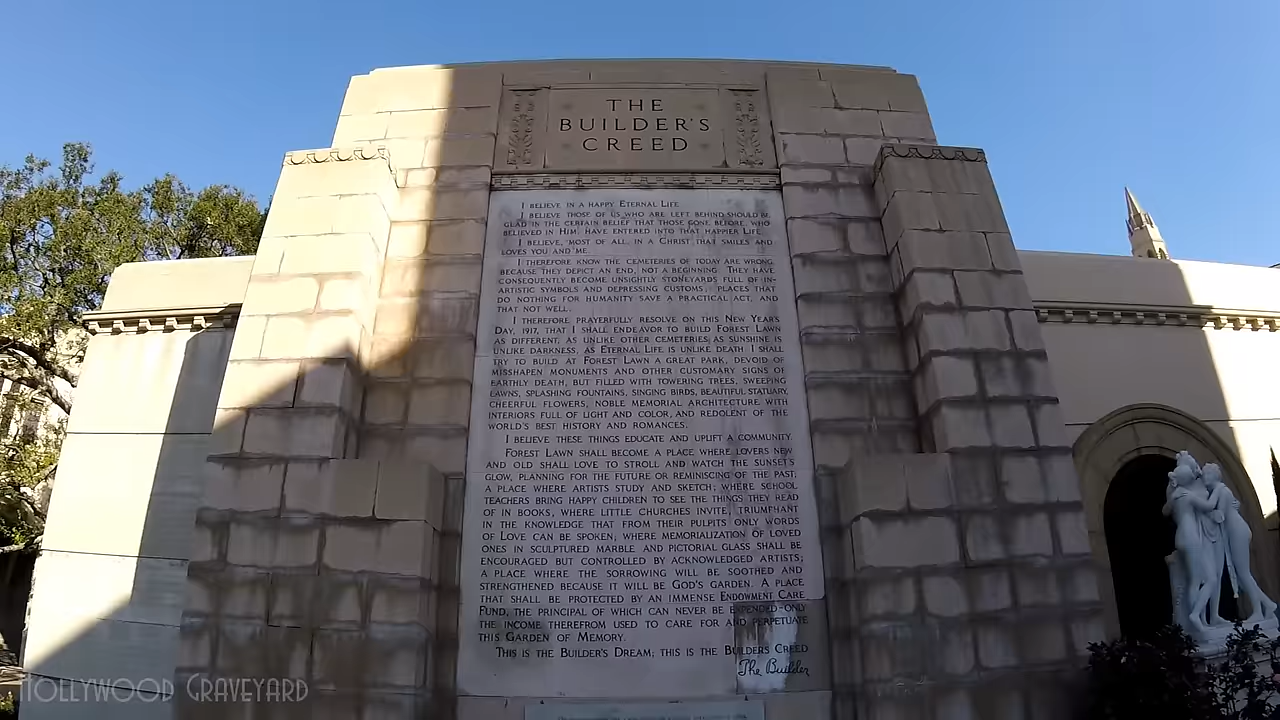 THE
BUILDER'S
CREED
I BELIEVE IN A HAPPY ETERNAL LIFE.
I BELIEVE THOSE OF US WHO ARE LEFT BEHIND SHOULD BE
GLAD IN THE CERTAIN BELIEF THAT THOSE GONE BEFORE, WHO
BELIEVED IN HIM, HAVE ENTERED INTO THAT HAPPIER LIFE.
I BELIEVE, MOST OF ALL, IN A CHRIST THAT SMILES AND
LOVES YOU AND ME.
I THEREFORE KNOW THE CEMETERIES OF TODAY ARE WRONG,
BECAUSE THEY DEPICT AN END, NOT A BEGINNING. THEY HAVE
CONSEQUENTLY BECOME UNSIGHTLY STONEYARDS FULL OF IN-
ARTISTIC SYMBOLS AND DEPRESSING CUSTOMS; PLACES THAT
DO NOTHING FOR HUMANITY SAVE A PRACTICAL ACT, AND
THAT NOT WELL.
I THEREFORE PRAYERFULLY RESOLVE ON THIS NEW YEAR'S
DAY, 1917, THAT I SHALL ENDEAVOR TO BUILD FOREST LAWN
AS DIFFERENT, AS UNLIKE OTHER CEMETERIES AS SUNSHINE IS
UNLIKE DARKNESS, AS ETERNAL LIFE IS UNLIKE DEATH. I SHALL
TRY TO BUILD AT FOREST LAWN A GREAT PARK, DEVOID OF
MISSHAPEN MONUMENTS AND OTHER CUSTOMARY SIGNS OF
EARTHLY DEATH, BUT FILLED WITH TOWERING TREES, SWEEPING
LAWNS, SPLASHING FOUNTAINS, SINGING BIRDS, BEAUTIFUL STATUARY,
CHEERFUL FLOWERS, NOBLE MEMORIAL ARCHITECTURE WITH
INTERIORS FULL OF LIGHT AND COLOR, AND REDOLENT OF THE
WORLD'S BEST HISTORY AND ROMANCES.
I BELIEVE THESE THINGS EDUCATE AND UPLIFT A COMMUNITY.
FOREST LAWN SHALL BECOME A PLACE WHERE LOVERS NEW
AND OLD SHALL LOVE TO STROLL AND WATCH THE SUNSET'S
GLOW, PLANNING FOR THE FUTURE OR REMINISCING OF THE PAST;
A PLACE WHERE ARTISTS STUDY AND SKETCH; WHERE SCHOOL
TEACHERS BRING HAPPY CHILDREN TO SEE THE THINGS THEY READ
OF IN BOOKS; WHERE LITTLE CHURCHES INVITE, TRIUMPHANT
IN THE KNOWLEDGE THAT FROM THEIR PULPITS ONLY WORDS
OF LOVE CAN BE SPOKEN; WHERE MEMORIALIZATION OF LOVED
ONES IN SCULPTURED MARBLE AND PICTORIAL GLASS SHALL BE
ENCOURAGED BUT CONTROLLED BY ACKNOWLEDGED ARTISTS;
A PLACE WHERE THE SORROWING WILL BE SOOTHED AND
STRENGTHENED BECAUSE IT WILL BE GOD'S GARDEN. A PLACE
THAT SHALL BE PROTECTED BY AN IMMENSE ENDOWMENT CARE
FUND, THE PRINCIPAL OF WHICH CAN NEVER BE EXPENDED-ONLY
THE INCOME THEREFROM USED TO CARE FOR AND PERPETUATE
THIS GARDEN OF MEMORY.
THIS IS THE BUILDER'S DREAM; THIS IS THE BUILDERS CREED
The Builder
HOLLYWOOD GRAVEYARD